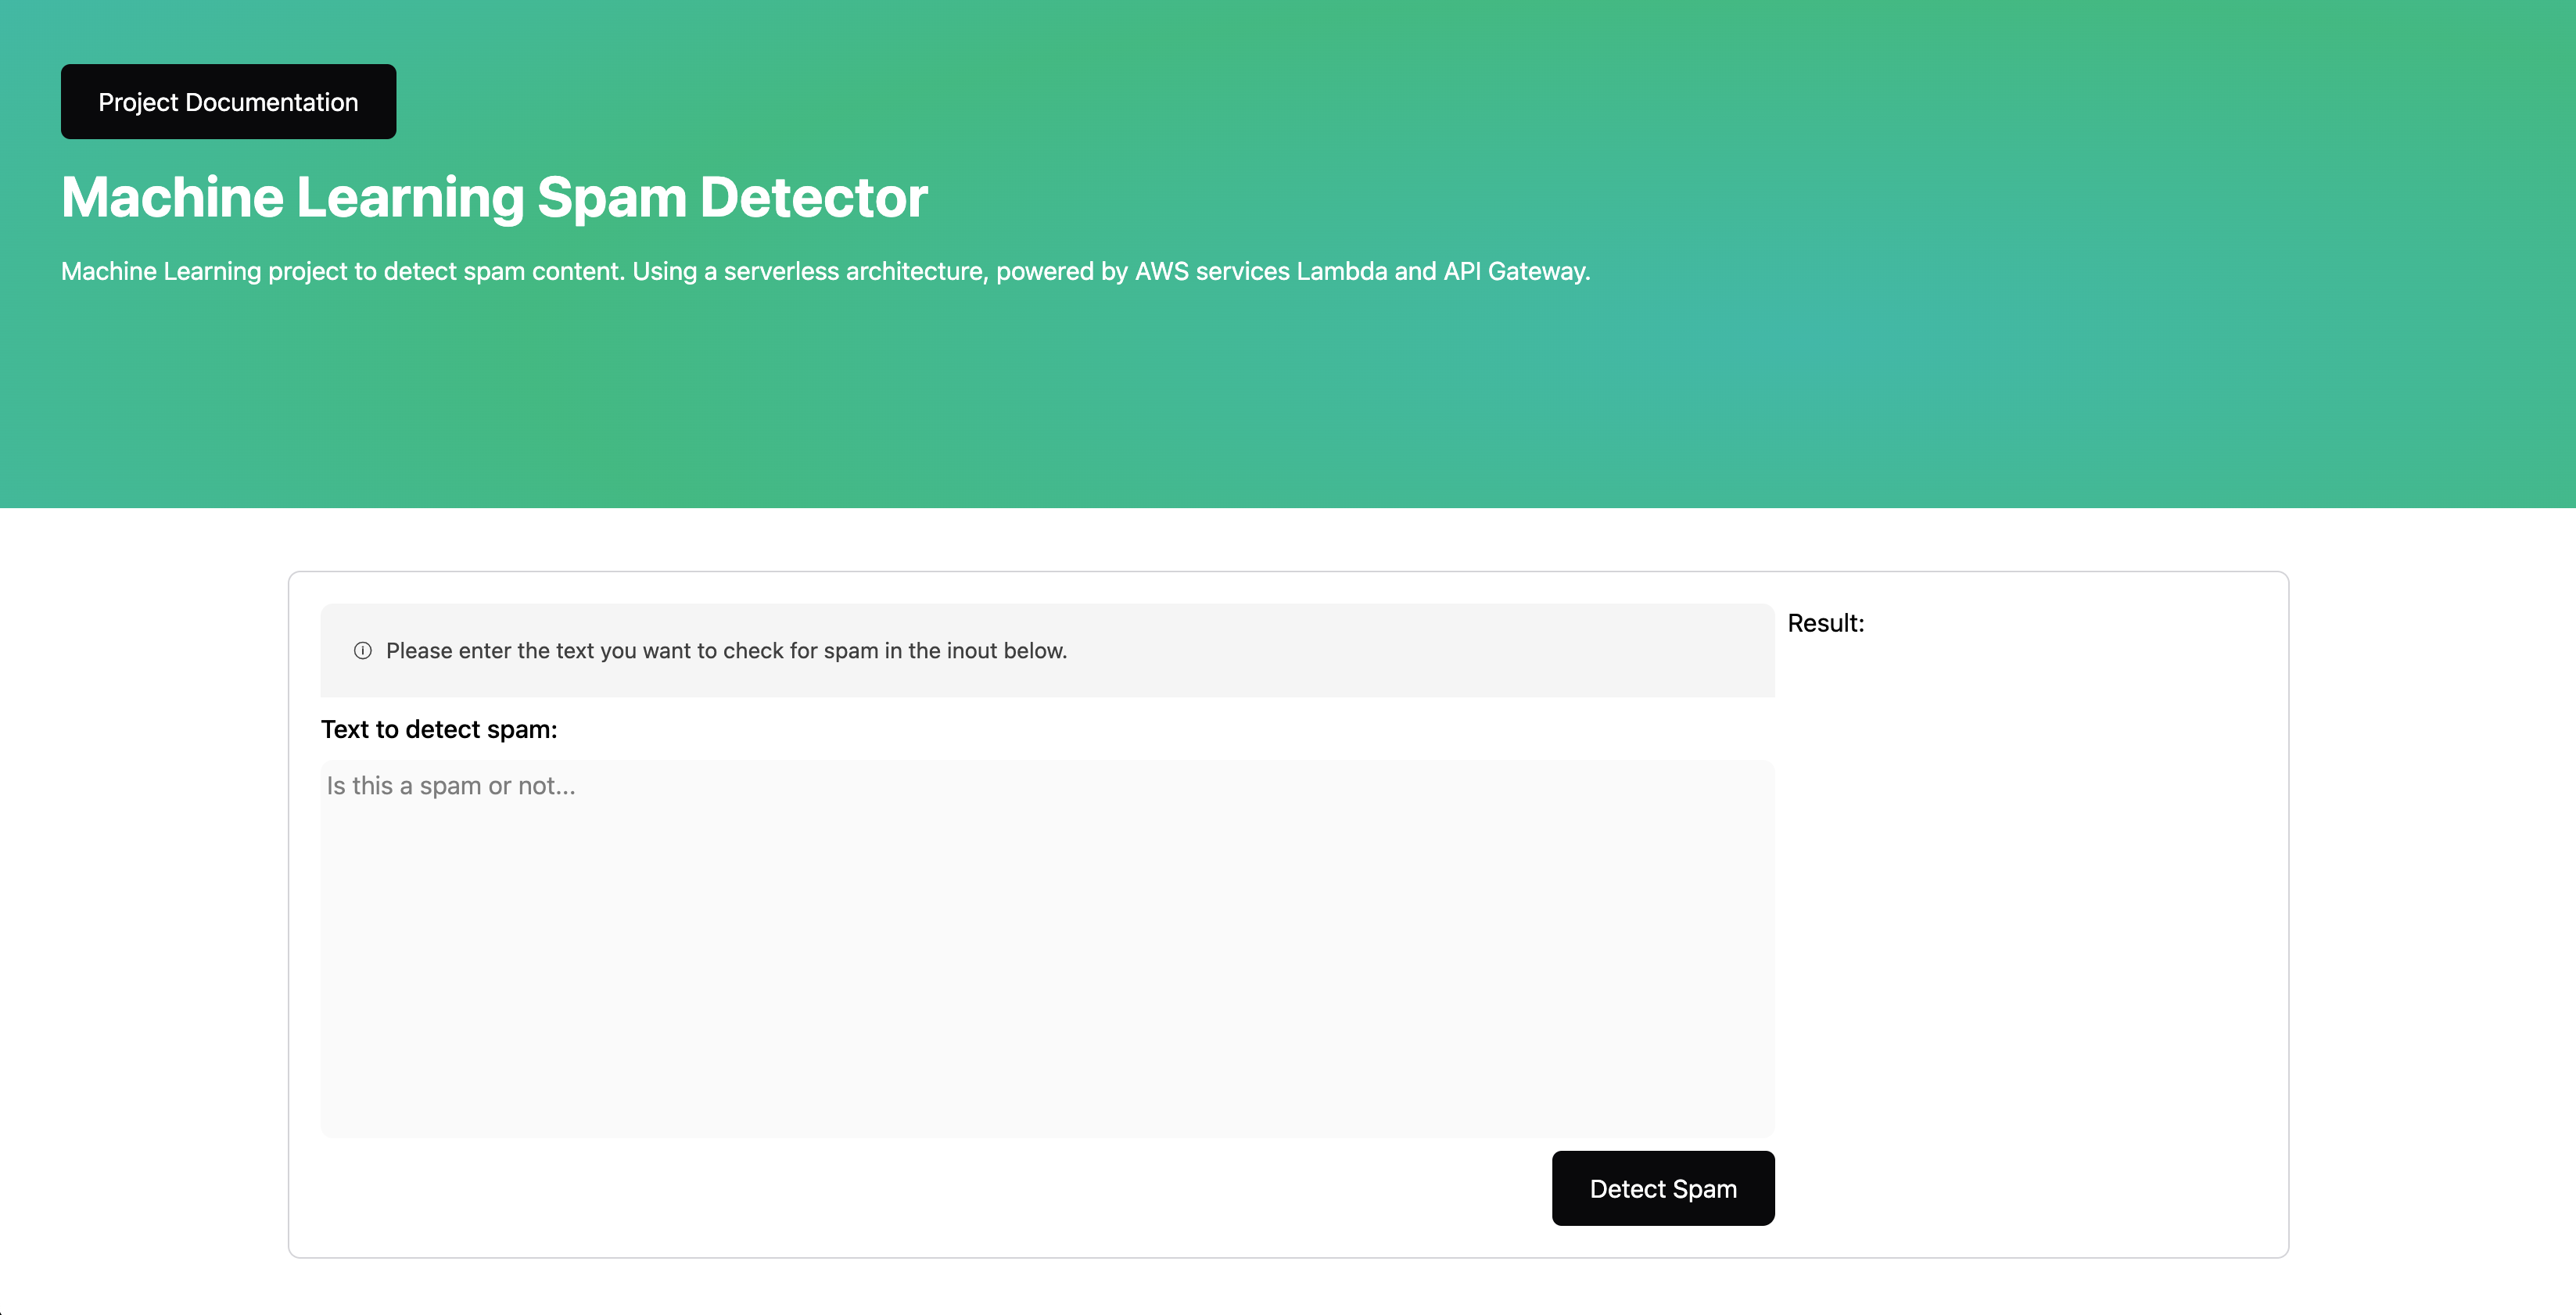 Project Documentation
Machine Learning Spam Detector
Machine Learning project to detect spam content. Using a serverless architecture, powered by AWS services Lambda and API Gateway.
Please enter the text you want to check for spam in the inout below.
Result:
Text to detect spam:
Is this a spam or not...
Detect Spam